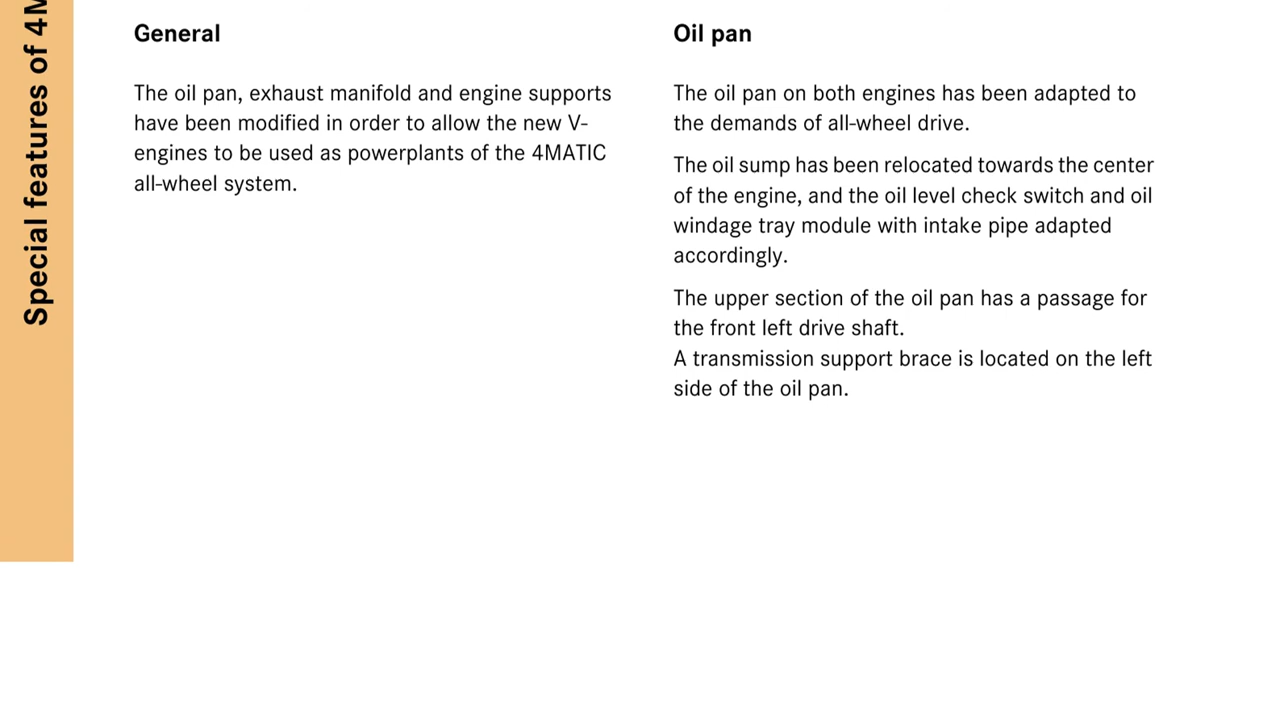 Special features of 4M
General
The oil pan, exhaust manifold and engine supports
have been modified in order to allow the new V-
engines to be used as powerplants of the 4MATIC
all-wheel system.
Oil pan
The oil pan on both engines has been adapted to
the demands of all-wheel drive.
The oil sump has been relocated towards the center
of the engine, and the oil level check switch and oil
windage tray module with intake pipe adapted
accordingly.
The upper section of the oil pan has a passage for
the front left drive shaft.
A transmission support brace is located on the left
side of the oil pan.